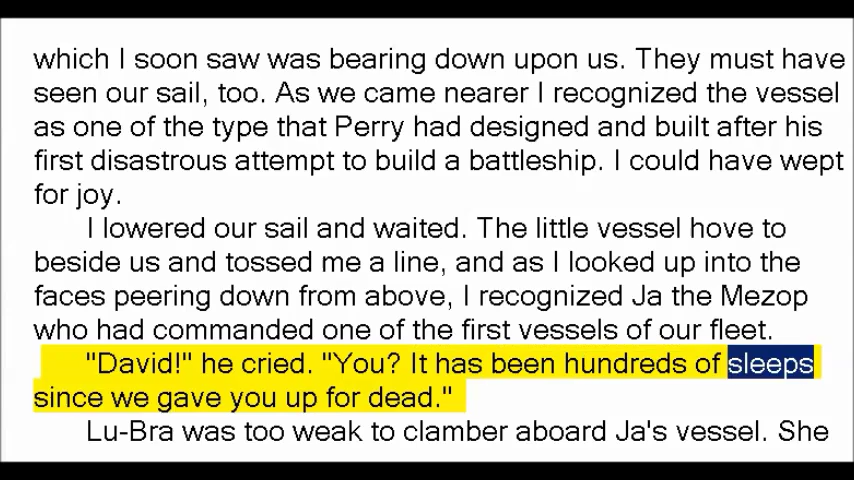 which I soon saw was bearing down upon us. They must have
seen our sail, too. As we came nearer I recognized the vessel
as one of the type that Perry had designed and built after his
first disastrous attempt to build a battleship. I could have wept
for joy.
I lowered our sail and waited. The little vessel hove to
beside us and tossed me a line, and as I looked up into the
faces peering down from above, I recognized Ja the Mezop
who had commanded one of the first vessels of our fleet.
"David!" he cried. "You? It has been hundreds of sleeps
since we gave you up for dead."
Lu-Bra was too weak to clamber aboard Ja's vessel. She